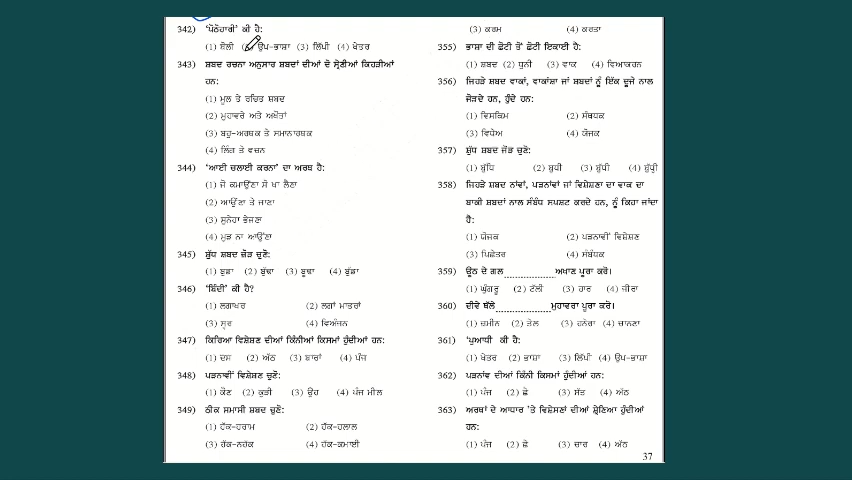 342) 'ਪੋਠੋਹਾਰੀ' ਕੀ ਹੈ:
(1) ਸ਼ੈਲੀ ਉਪ-ਭਾਸ਼ਾ (3) ਲਿੱਪੀ (4) ਖੇਤਰ
343) ਸ਼ਬਦ ਰਚਨਾ ਅਨੁਸਾਰ ਸ਼ਬਦਾਂ ਦੀਆਂ ਦੋ ਸ਼੍ਰੇਣੀਆਂ ਕਿਹੜੀਆਂ
ਹਨ:
(1) ਮੂਲ ਤੇ ਰਚਿਤ ਸ਼ਬਦ
(2) ਮੁਹਾਵਰੇ ਅਤੇ ਅਖੌਤਾਂ
(3) ਬਹੁ-ਅਰਥਕ ਤੇ ਸਮਾਨਾਰਥਕ
(4) ਲਿੰਗ ਤੇ ਵਚਨ
344) 'ਆਈ ਚਲਾਈ ਕਰਨਾ' ਦਾ ਅਰਥ ਹੈ:
(1) ਜੋ ਕਮਾਉਣਾ ਸੋ ਖਾ ਲੈਣਾ
(2) ਆਉਣਾ ਤੇ ਜਾਣਾ
(3) ਸੁਨੇਹਾ ਭੇਜਣਾ
(4) ਮੁੜ ਨਾ ਆਉਣਾ
345) ਸ਼ੁੱਧ ਸ਼ਬਦ ਜੋੜ ਚੁਣੋ:
(1) ਬੁਡਾ (2) ਬੁੱਢਾ (3) ਬੂਢਾ (4) ਬੁੱਡਾ
346) 'ਬਿੰਦੀ' ਕੀ ਹੈ?
(1) ਲਗਾਖਰ (2) ਲਗਾਂ ਮਾਤਰਾਂ
(3) ਸ੍ਵਰ (4) ਵਿਅੰਜਨ
347) ਕਿਰਿਆ ਵਿਸ਼ੇਸ਼ਣ ਦੀਆਂ ਕਿੰਨੀਆਂ ਕਿਸਮਾਂ ਹੁੰਦੀਆਂ ਹਨ:
(1) ਦਸ (2) ਅੱਠ (3) ਬਾਰਾਂ (4) ਪੰਜ
348) ਪੜਨਾਵੀਂ ਵਿਸ਼ੇਸ਼ਣ ਚੁਣੋ:
(1) ਕੌਣ (2) ਕੁੜੀ (3) ਉਹ (4) ਪੰਜ ਮੀਲ
349) ਠੀਕ ਸਮਾਸੀ ਸ਼ਬਦ ਚੁਣੋ:
(1) ਹੱਕ-ਹਰਾਮ (2) ਹੱਕ-ਹਲਾਲ
(3) ਹੱਕ-ਨਹੱਕ (4) ਹੱਕ-ਕਮਾਈ
(3) ਕਰਮ (4) ਕਰਤਾ
355) ਭਾਸ਼ਾ ਦੀ ਛੋਟੀ ਤੋਂ ਛੋਟੀ ਇਕਾਈ ਹੈ:
(1) ਸ਼ਬਦ (2) ਧੁਨੀ (3) ਵਾਕ (4) ਵਿਆਕਰਨ
356) ਜਿਹੜੇ ਸ਼ਬਦ ਵਾਕਾਂ, ਵਾਕਾਂਸ਼ਾਂ ਜਾਂ ਸ਼ਬਦਾਂ ਨੂੰ ਇੱਕ ਦੂਜੇ ਨਾਲ
ਜੋੜਦੇ ਹਨ, ਹੁੰਦੇ ਹਨ:
(1) ਵਿਸਕਿਮ (2) ਸੰਬਧਕ
(3) ਵਿਧੇਅ (4) ਯੋਜਕ
357) ਸ਼ੁੱਧ ਸ਼ਬਦ ਜੋੜ ਚੁਣੋ:
(1) ਬੁੱਧਿ (2) ਬੁਧੀ (3) ਬੁੱਧੀ (4)
358) ਜਿਹੜੇ ਸ਼ਬਦ ਨਾਂਵਾਂ, ਪੜਨਾਂਵਾਂ ਜਾਂ ਵਿਸ਼ੇਸ਼ਣਾਂ ਦਾ ਵਾਕ ਦਾ
ਬਾਕੀ ਸ਼ਬਦਾਂ ਨਾਲ ਸੰਬੰਧ ਸਪਸ਼ਟ ਕਰਦੇ ਹਨ, ਨੂੰ ਕਿਹਾ ਜਾਂਦਾ
ਹੈ:
(1) ਯੋਜਕ (2) ਪੜਨਾਵੀਂ ਵਿਸ਼ੇਸ਼ਣ
(3) ਪਿਛੇਤਰ (4) ਸੰਬੰਧਕ
359) ਊਠ ਦੇ ਗਲ ............... ਅਖਾਣ ਪੂਰਾ ਕਰੋ।
(1) ਘੁੰਗਰੂ (2) ਟੱਲੀ (3) ਹਾਰ (4) ਜੀਰਾ
360) ਦੀਵੇ ਥੱਲੇ ............... ਮੁਹਾਵਰਾ ਪੂਰਾ ਕਰੋ।
(1) ਜ਼ਮੀਨ (2) ਤੇਲ (3) ਹਨੇਰਾ (4) ਚਾਨਣਾ
361) 'ਪੁਆਧੀ ਕੀ ਹੈ:
(1) ਖੇਤਰ (2) ਭਾਸ਼ਾ (3) ਲਿੱਪੀ (4) ਉਪ-ਭਾਸ਼ਾ
362) ਪੜਨਾਂਵ ਦੀਆਂ ਕਿੰਨੀ ਕਿਸਮਾਂ ਹੁੰਦੀਆਂ ਹਨ:
(1) ਪੰਜ (2) ਛੇ (3) ਸੱਤ (4) ਅੱਠ
363) ਅਰਥਾਂ ਦੇ ਆਧਾਰ 'ਤੇ ਵਿਸ਼ੇਸਣਾਂ ਦੀਆਂ ਸ਼੍ਰੇਣਿਆ ਹੁੰਦੀਆਂ
ਹਨ:
(1) ਪੰਜ (2) ਛੇ (3) ਚਾਰ (4) ਅੱਠ
37